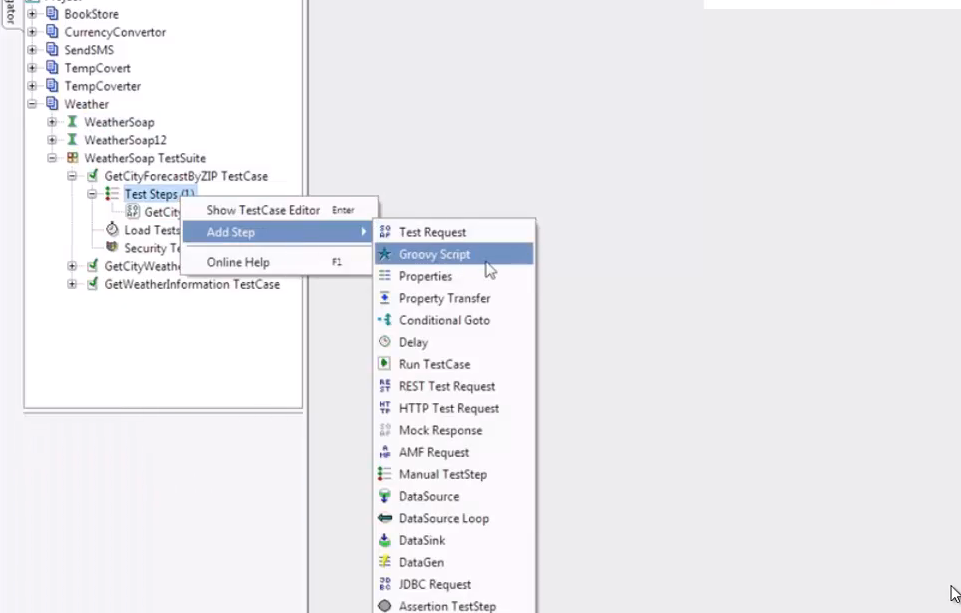 BookStore
CurrencyConvertor
SendSMS
TempCovert
TempCoverter
Weather
WeatherSoap
WeatherSoap12
WeatherSoap TestSuite
GetCityForecastByZIP TestCase
Test Steps (1)
Show TestCase Editor Enter
GetCity
Load Tests
Add Step
Test Request
Security Te
Groovy Script
Online Help F1
GetCityWeathe
Properties
GetWeatherInformation TestCase
Property Transfer
Conditional Goto
Delay
Run TestCase
REST Test Request
HTTP Test Request
Mock Response
AMF Request
Manual TestStep
DataSource
DataSource Loop
DataSink
DataGen
JDBC Request
Assertion TestStep